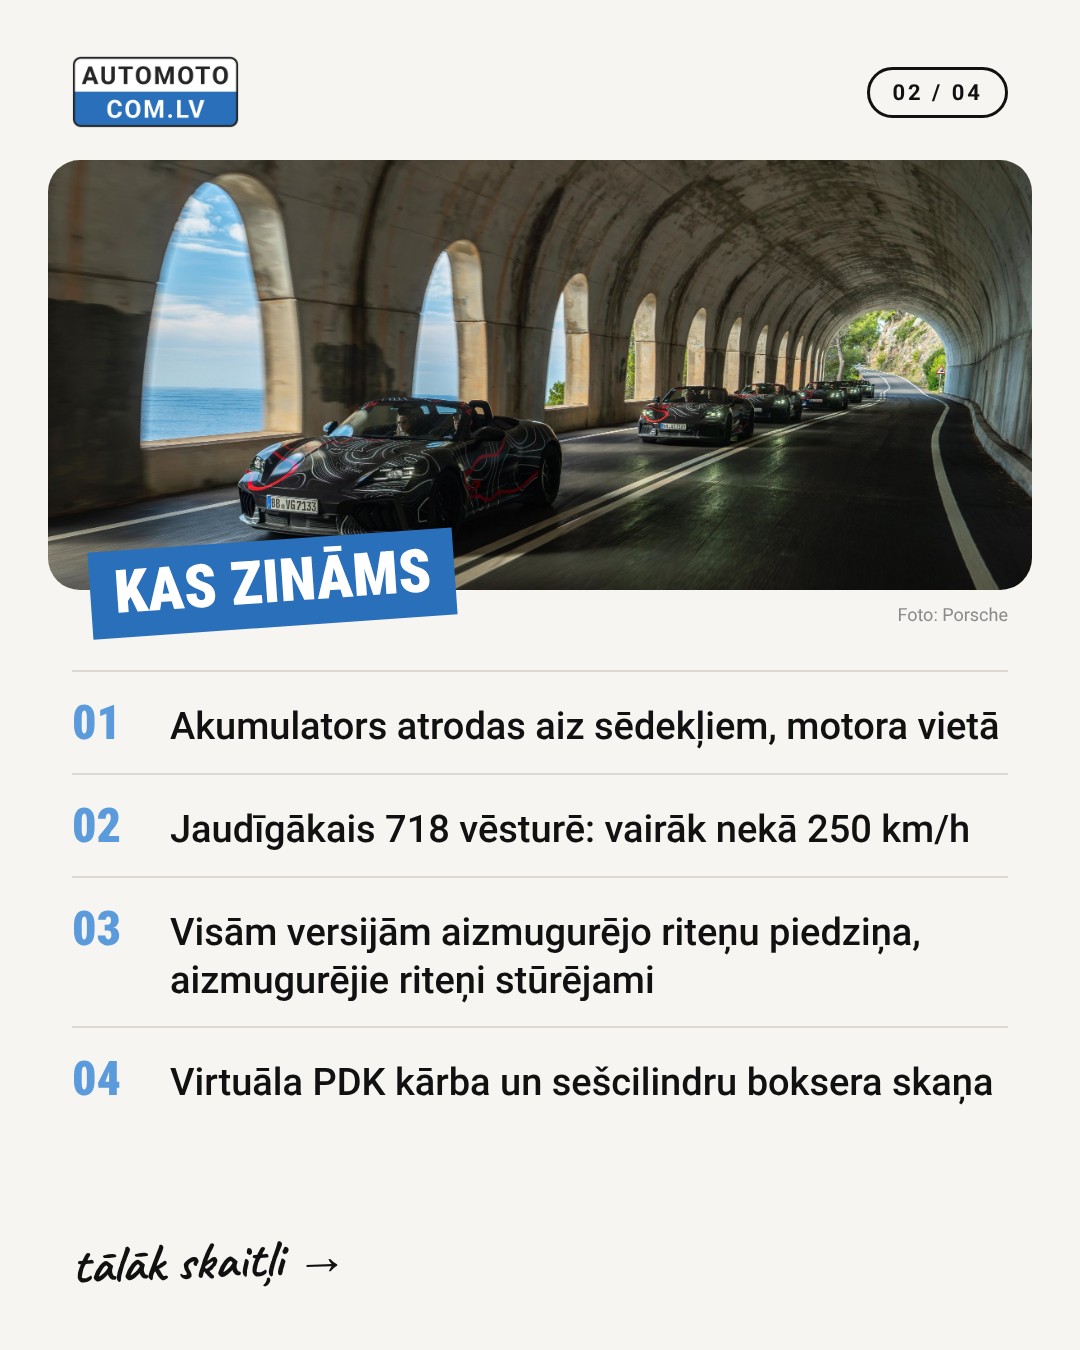 AUTOMOTO
COM.LV
02 / 04
BB VG7133
KAS ZINĀMS
Foto: Porsche
01 Akumulators atrodas aiz sēdekļiem, motora vietā
02 Jaudīgākais 718 vēsturē: vairāk nekā 250 km/h
03 Visām versijām aizmugurējo riteņu piedziņa,
aizmugurējie riteņi stūrējami
04 Virtuāla PDK kārba un sešcilindru boksera skaņa
tālāk skaitļi →